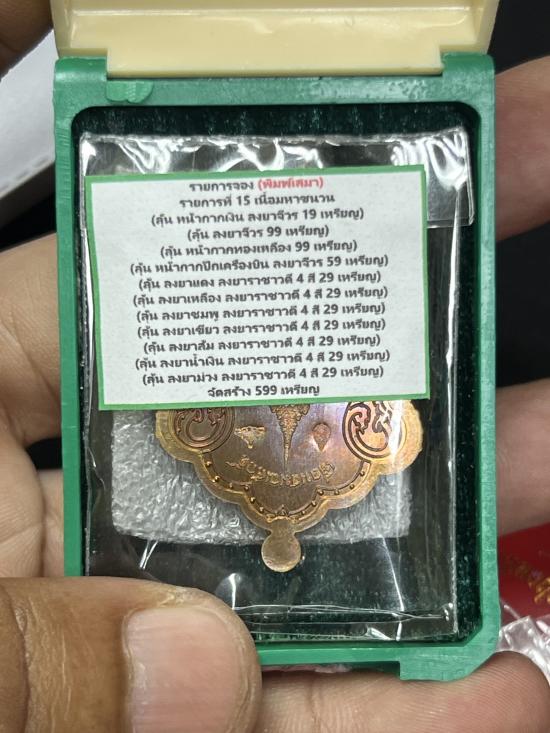 รายการจอง (พิมพ์เสมา)
รายการที่ 15 เนื้อมหาชนวน
(ลุ้น หน้ากากเงิน ลงยาจีวร 19 เหรียญ)
(ลุ้น ลงยาจีวร 99 เหรียญ)
(ลุ้น หน้ากากทองเหลือง 99 เหรียญ)
(ลุ้น หน้ากากปีกเครื่องบิน ลงยาจีวร 59 เหรียญ)
(ลุ้น ลงยาแดง ลงยาราชาวดี 4 สี 29 เหรียญ)
(ลุ้น ลงยาเหลือง ลงยาราชาวดี 4 สี 29 เหรียญ)
(ลุ้น ลงยาชมพู ลงยาราชาวดี 4 สี 29 เหรียญ)
(ลุ้น ลงยาเขียว ลงยาราชาวดี 4 สี 29 เหรียญ)
(ลุ้น ลงยาส้ม ลงยาราชาวดี 4 สี 29 เหรียญ)
(ลุ้น ลงยาน้ำเงิน ลงยาราชาวดี 4 สี 29 เหรียญ)
(ลุ้น ลงยาม่วง ลงยาราชาวดี 4 สี 29 เหรียญ)
จัดสร้าง 599 เหรียญ